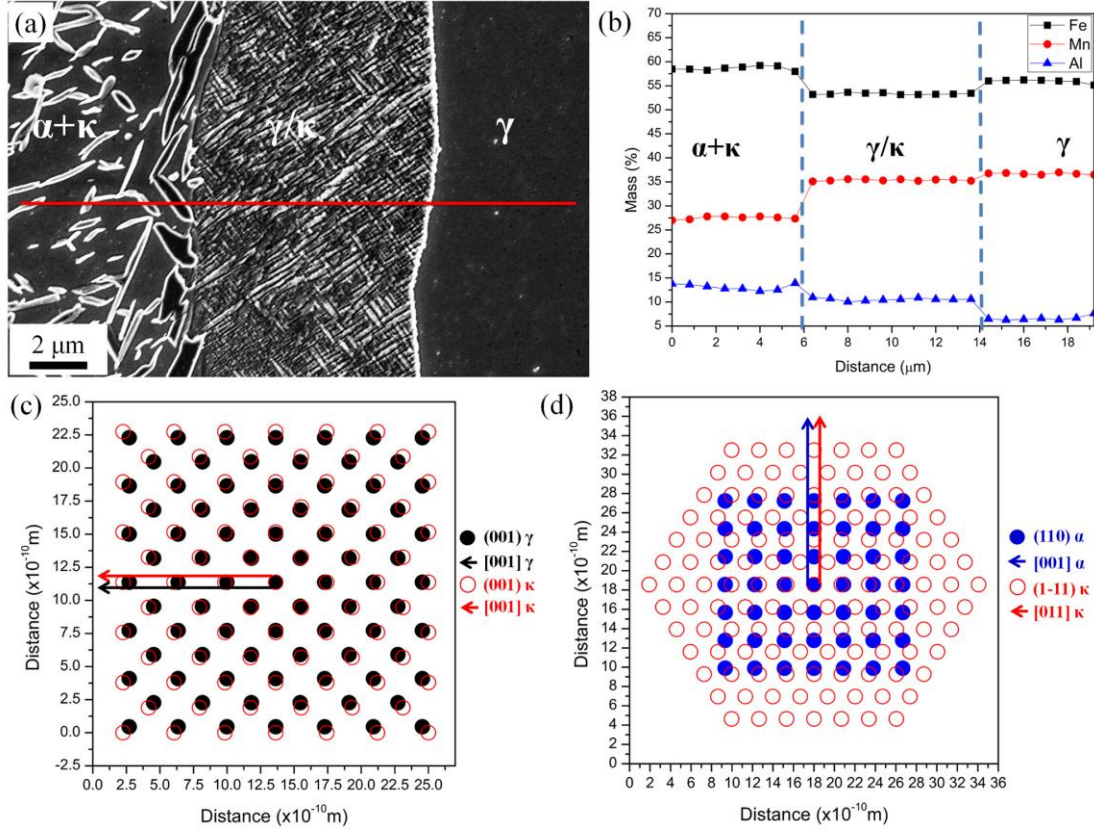 (a)
α+κ
γ/κ
γ
2 μm
(b)
70
65
60
55
50
45
40
35
30
25
20
15
10
5
Mass (%)
Fe
Mn
Al
α+κ
γ/κ
γ
0 2 4 6 8 10 12 14 16 18
Distance (μm)
(c)
25.0
22.5
20.0
17.5
15.0
12.5
10.0
7.5
5.0
2.5
0.0
-2.5
Distance (x10⁻¹⁰m)
0.0 2.5 5.0 7.5 10.0 12.5 15.0 17.5 20.0 22.5 25.0
Distance (x10⁻¹⁰m)
(001) γ
[001] γ
(001) κ
[001] κ
(d)
38
36
34
32
30
28
26
24
22
20
18
16
14
12
10
8
6
4
2
0
Distance (x10⁻¹⁰m)
0 2 4 6 8 10 12 14 16 18 20 22 24 26 28 30 32 34 36
Distance (x10⁻¹⁰m)
(110) α
[001] α
(1-11) κ
[011] κ